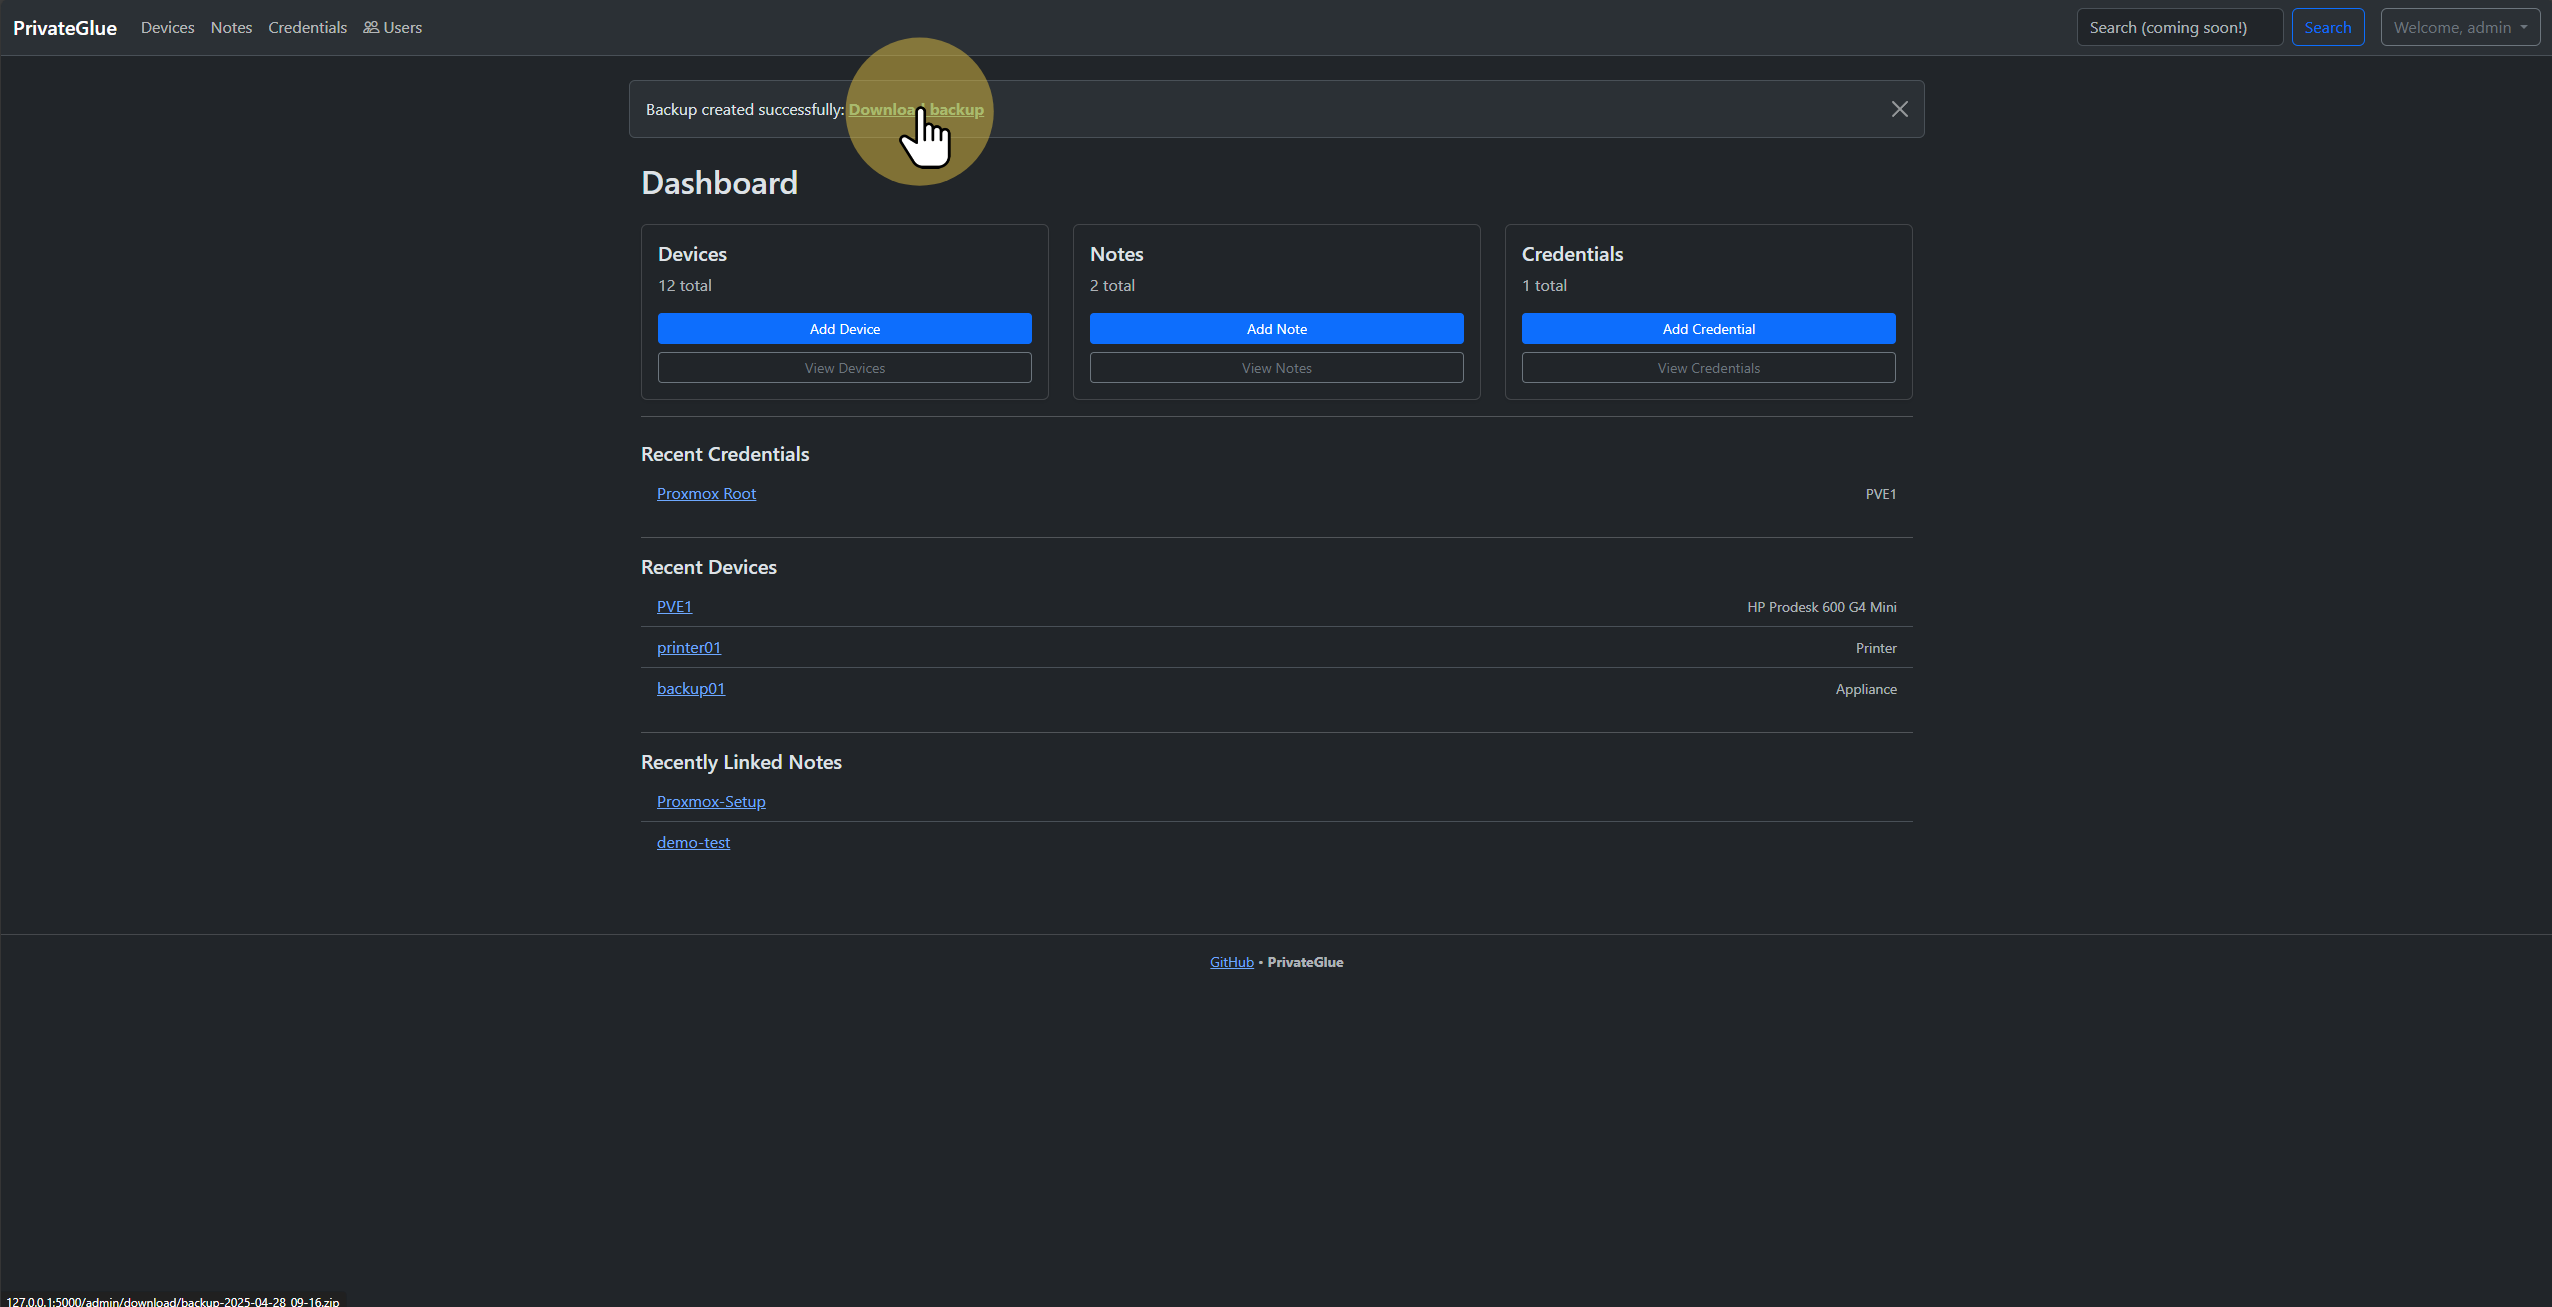 PrivateGlue Devices Notes Credentials Users Search (coming soon!) Search Welcome, admin
Backup created successfully: Download backup
Dashboard
Devices
12 total
Add Device
View Devices
Notes
2 total
Add Note
View Notes
Credentials
1 total
Add Credential
View Credentials
Recent Credentials
Proxmox Root PVE1
Recent Devices
PVE1 HP Prodesk 600 G4 Mini
printer01 Printer
backup01 Appliance
Recently Linked Notes
Proxmox-Setup
demo-test
GitHub • PrivateGlue
127.0.0.1:5000/admin/download/backup-2025-04-28_09-16.zip